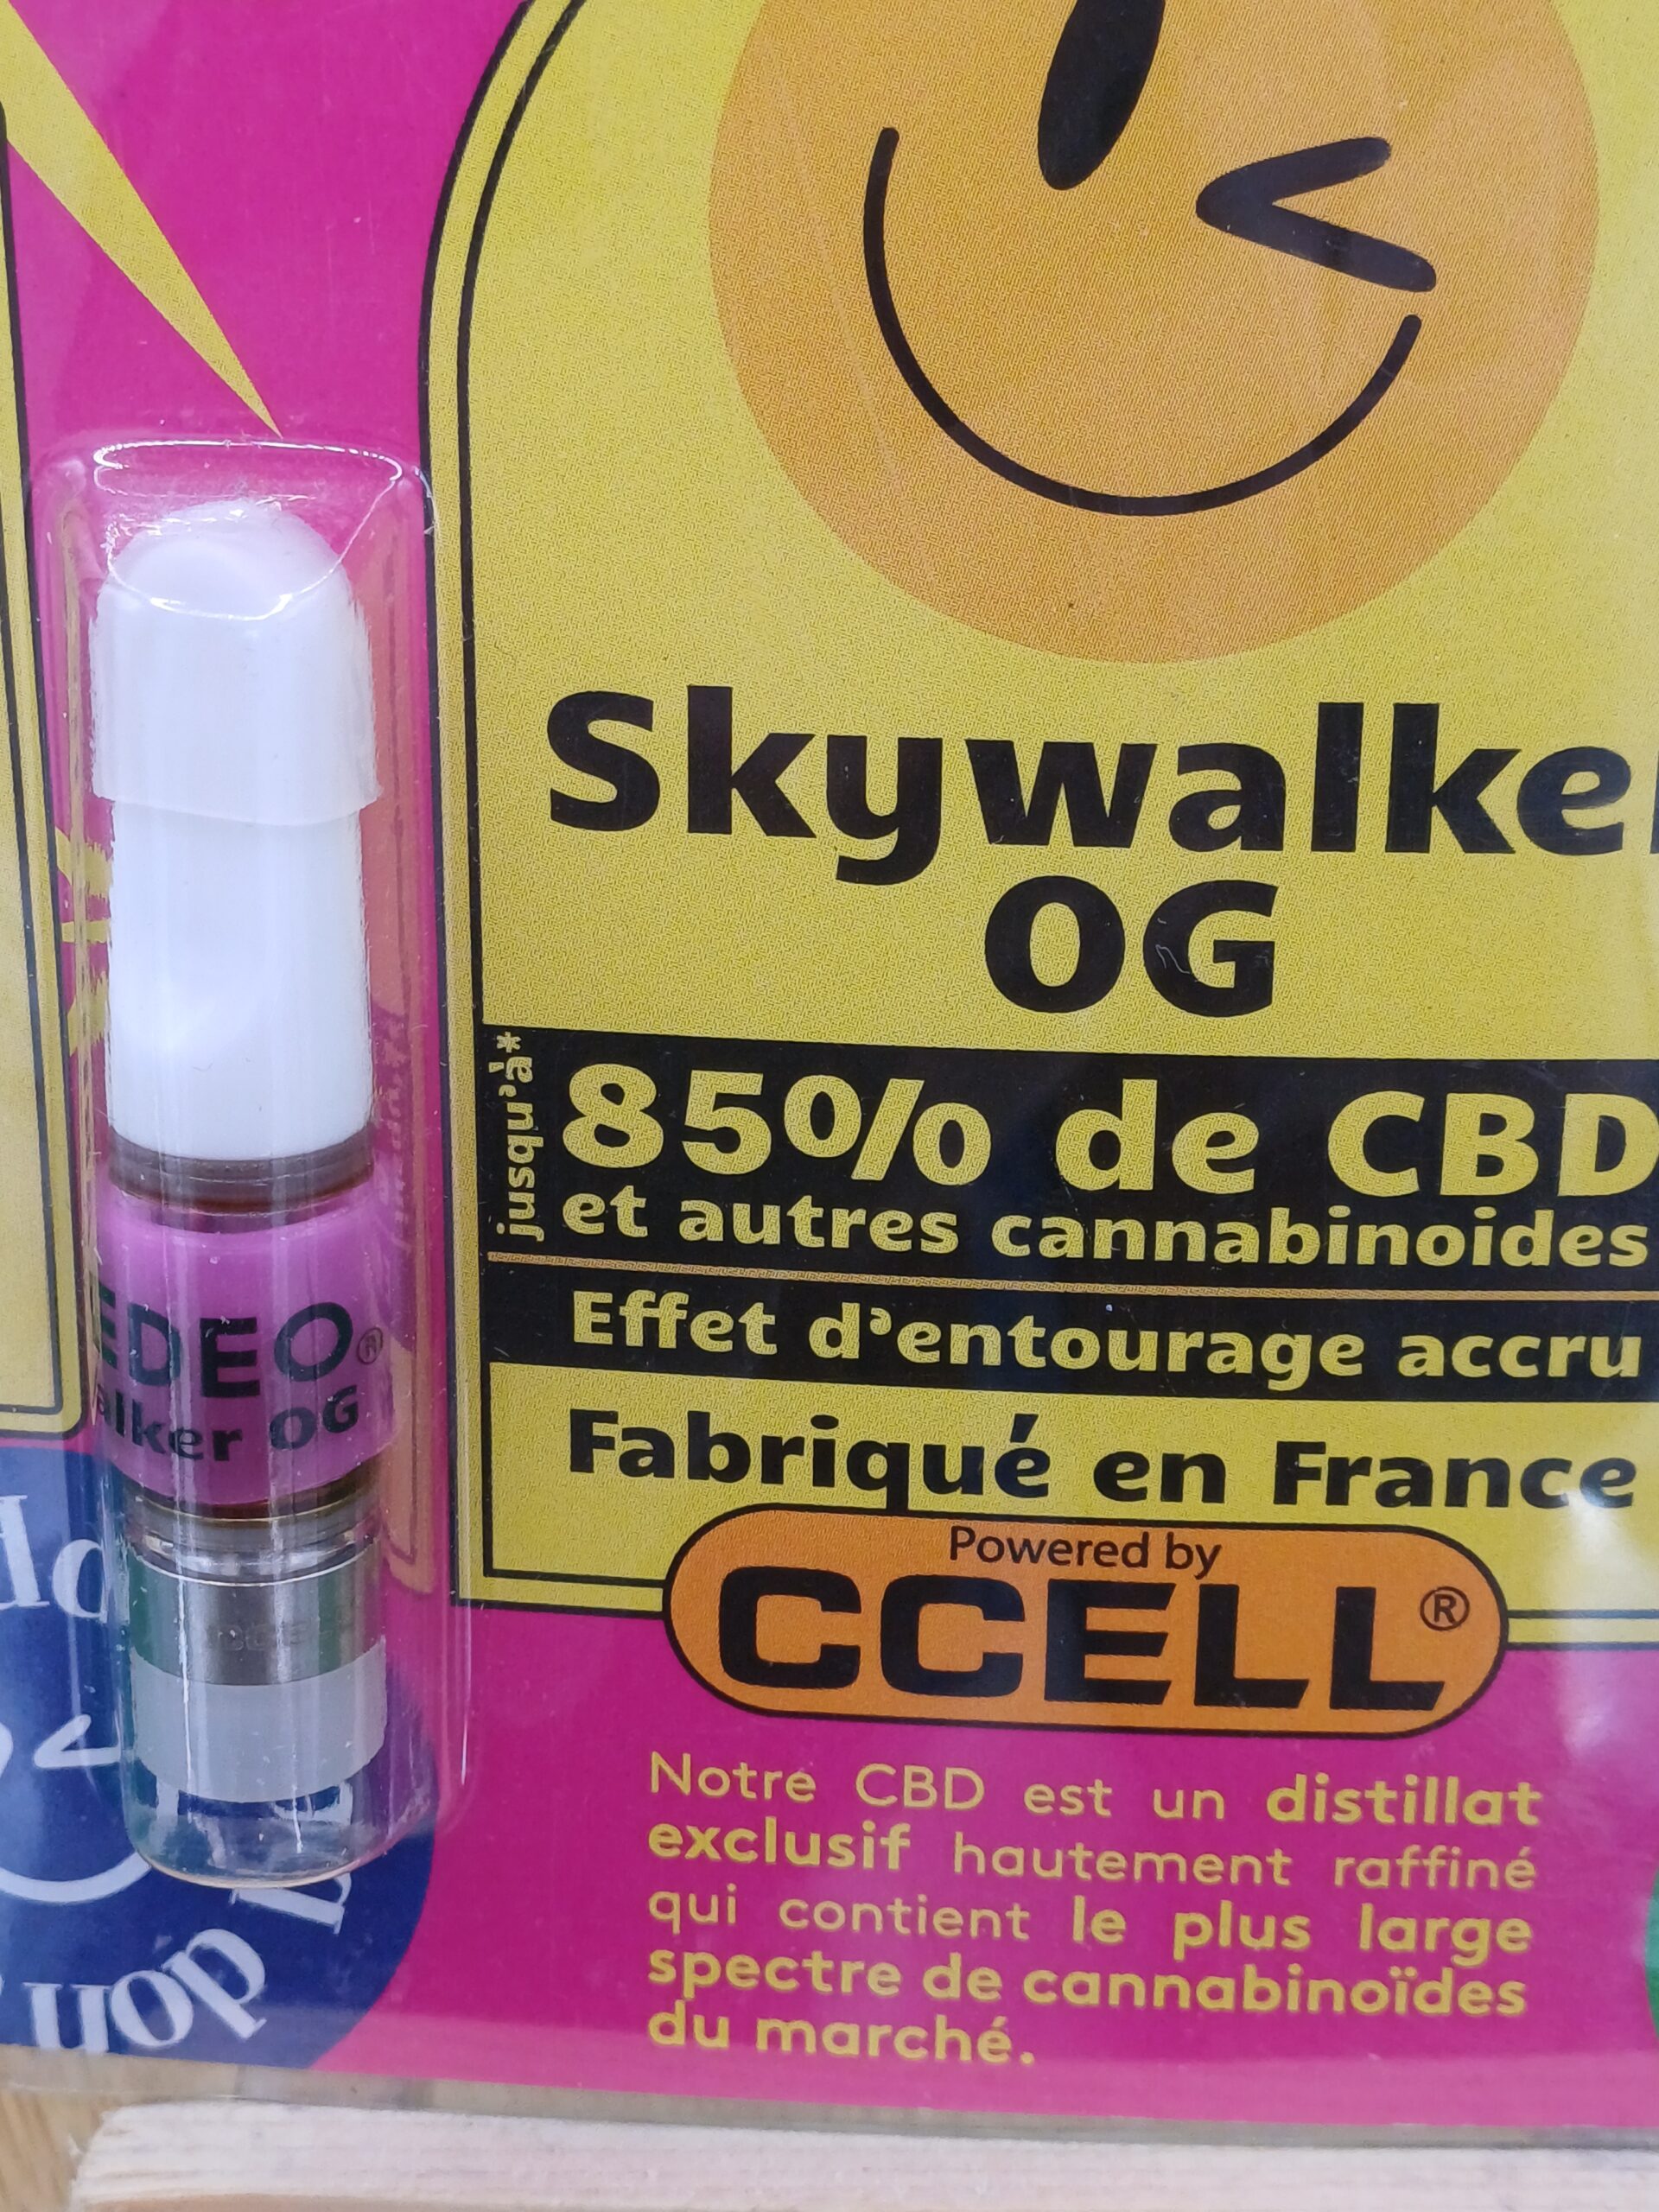 Skywalke
OG
jusqu'à*
85% de CBD
et autres cannabinoides
Effet d'entourage accru
Fabriqué en France
Powered by
CCELL®
Notre CBD est un distillat
exclusif hautement raffiné
qui contient le plus large
spectre de cannabinoïdes
du marché.
EDEO®
alker OG